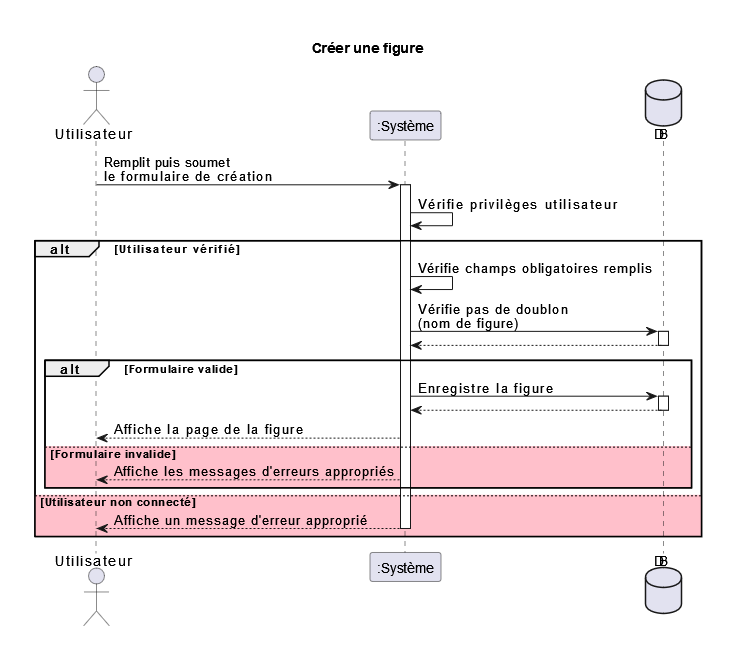 Créer une figure
Utilisateur
:Système
DB
Remplit puis soumet
le formulaire de création
Vérifie privilèges utilisateur
alt
[Utilisateur vérifié]
Vérifie champs obligatoires remplis
Vérifie pas de doublon
(nom de figure)
alt
[Formulaire valide]
Enregistre la figure
Affiche la page de la figure
[Formulaire invalide]
Affiche les messages d'erreurs appropriés
[Utilisateur non connecté]
Affiche un message d'erreur approprié
Utilisateur
:Système
DB